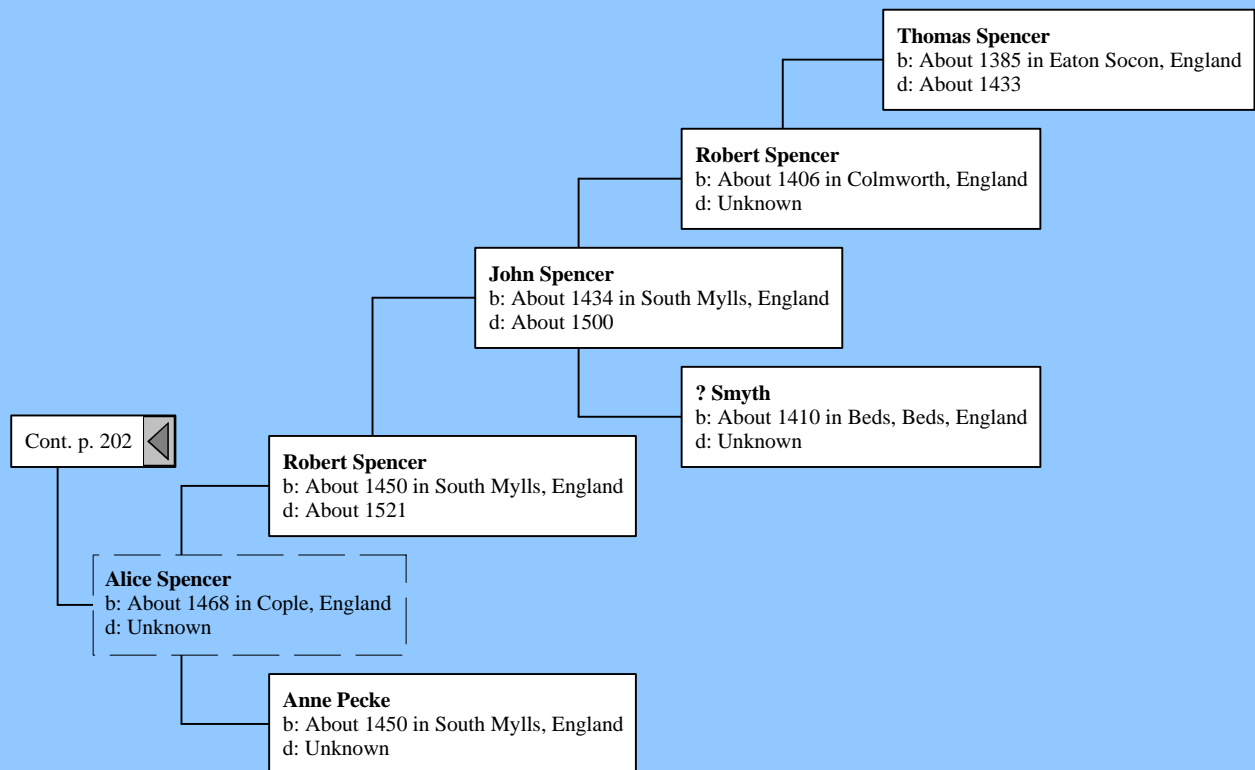 Thomas Spencer
b: About 1385 in Eaton Socon, England
d: About 1433
Robert Spencer
b: About 1406 in Colmworth, England
d: Unknown
John Spencer
b: About 1434 in South Mylls, England
d: About 1500
? Smyth
b: About 1410 in Beds, Beds, England
d: Unknown
Cont. p. 202
Robert Spencer
b: About 1450 in South Mylls, England
d: About 1521
Alice Spencer
b: About 1468 in Cople, England
d: Unknown
Anne Pecke
b: About 1450 in South Mylls, England
d: Unknown